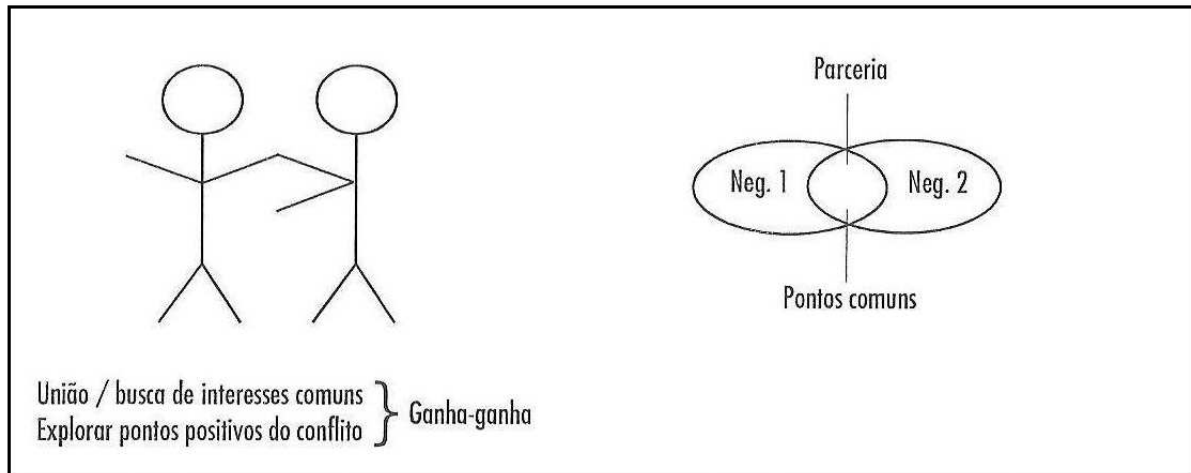 Parceria
Neg. 1
Neg. 2
Pontos comuns
União / busca de interesses comuns
Explorar pontos positivos do conflito
Ganha-ganha